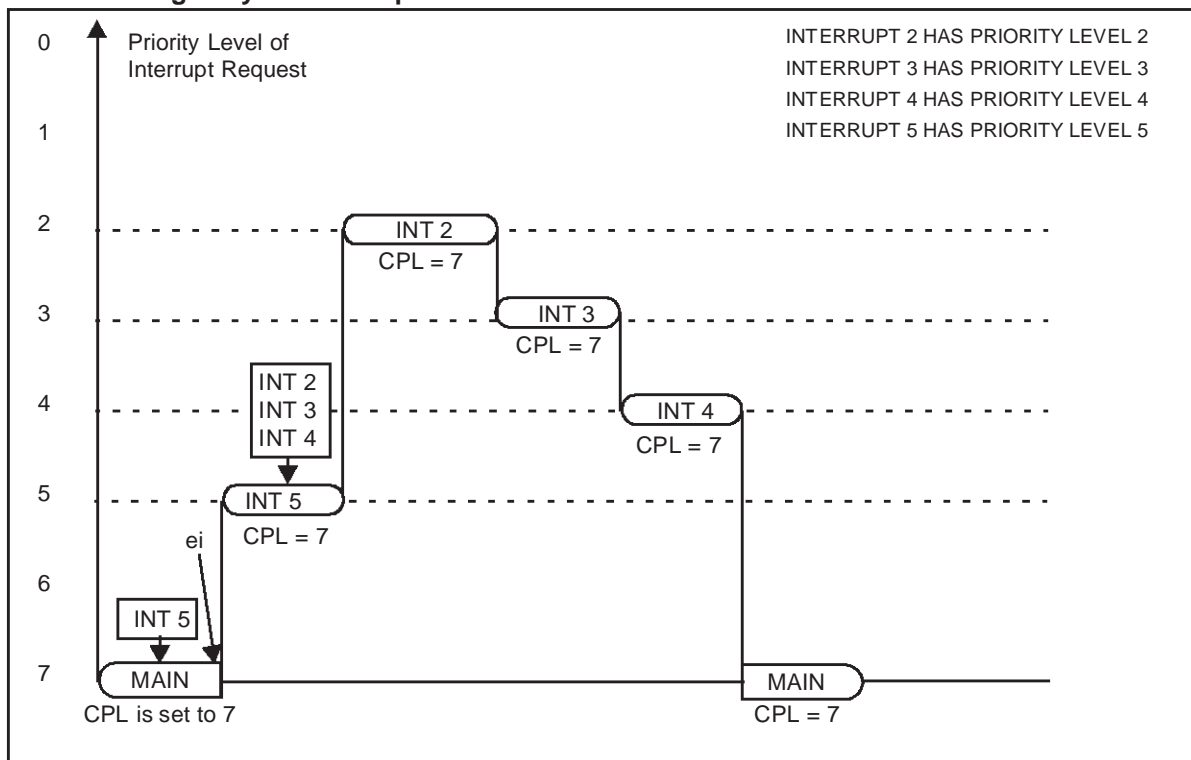 0
Priority Level of
Interrupt Request
INTERRUPT 2 HAS PRIORITY LEVEL 2
INTERRUPT 3 HAS PRIORITY LEVEL 3
INTERRUPT 4 HAS PRIORITY LEVEL 4
INTERRUPT 5 HAS PRIORITY LEVEL 5
1
2
INT 2
CPL = 7
3
INT 3
CPL = 7
INT 2
INT 3
INT 4
4
INT 4
CPL = 7
5
INT 5
CPL = 7
ei
6
INT 5
7
MAIN
MAIN
CPL is set to 7
CPL = 7